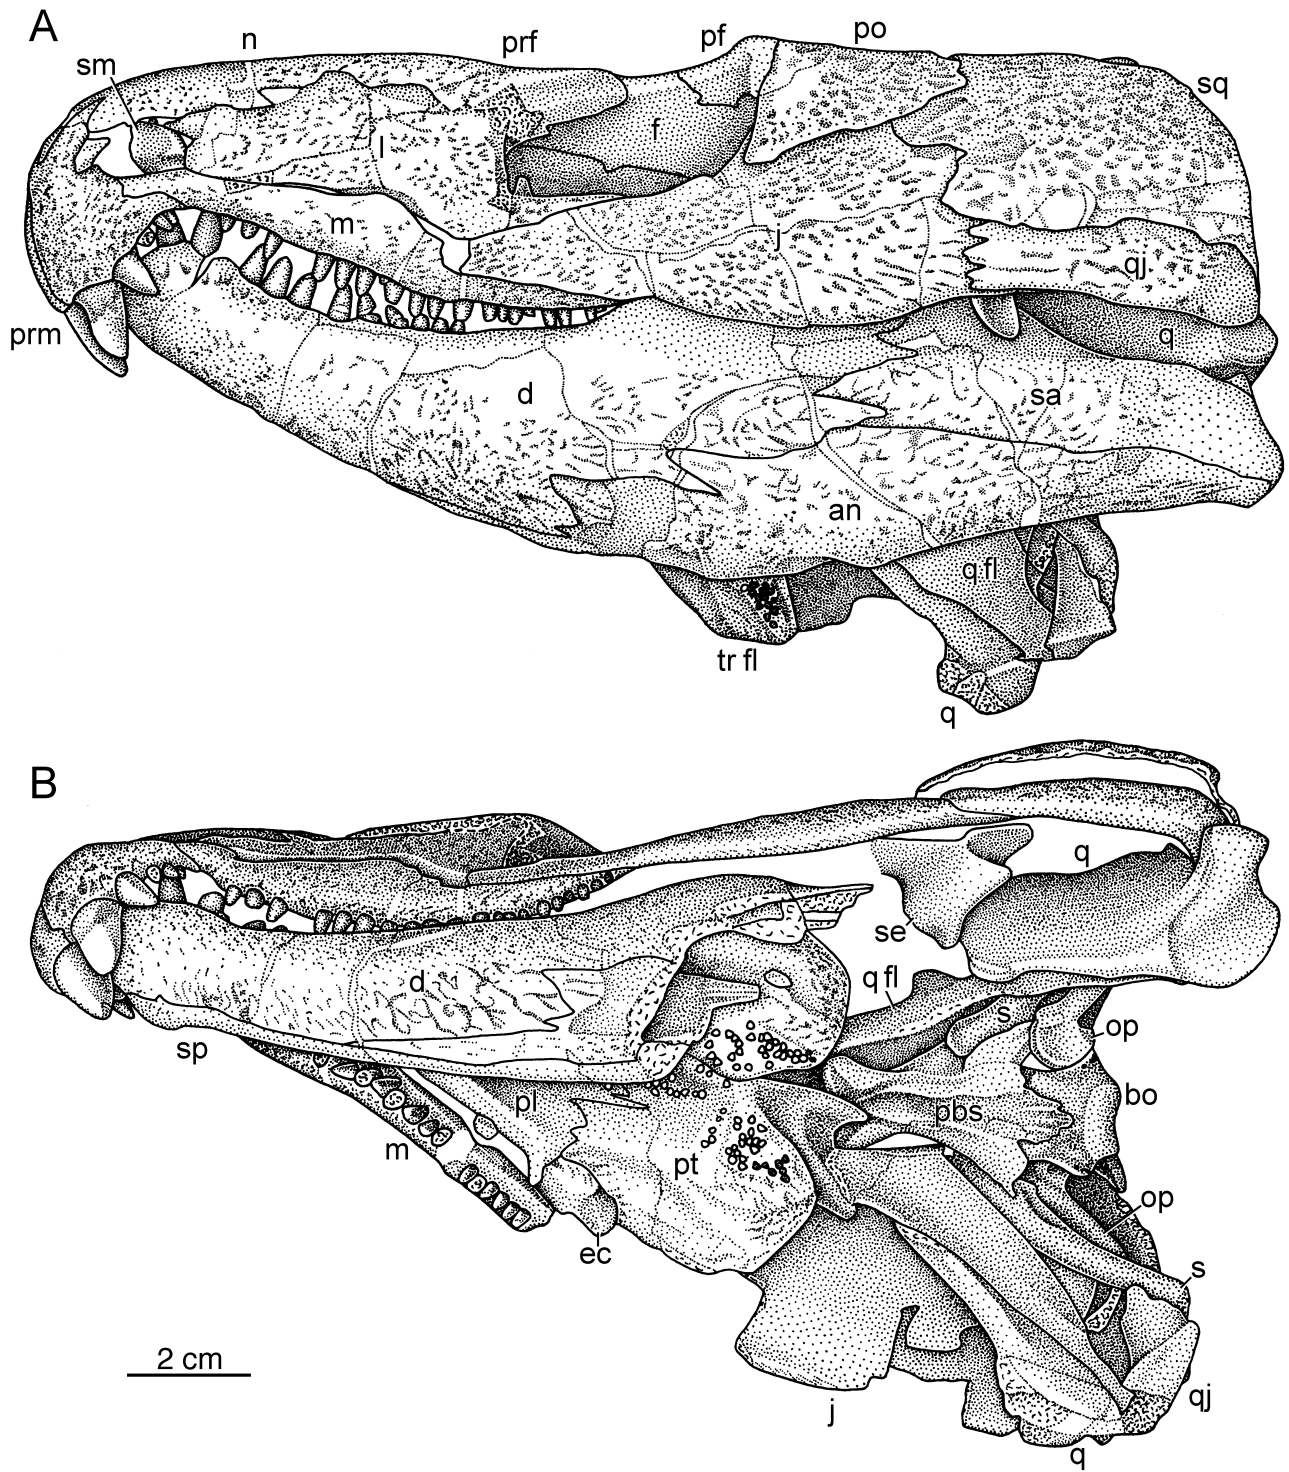 A
n
prf
pf
po
sm
sq
f
l
m
j
qj
prm
q
d
sa
an
q fl
tr fl
q
B
q
se
d
q fl
s
op
sp
pl
pbs
bo
m
pt
op
ec
s
2 cm
j
qj
q